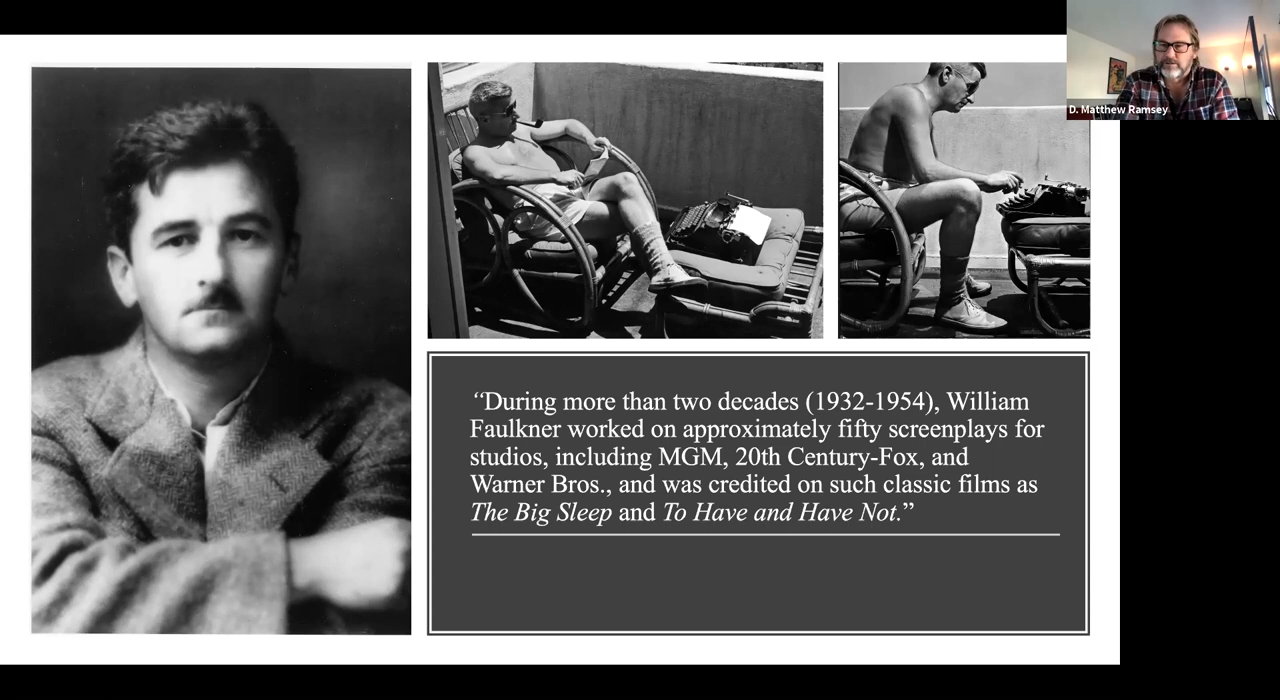 D. Matthew Ramsey
“During more than two decades (1932-1954), William
Faulkner worked on approximately fifty screenplays for
studios, including MGM, 20th Century-Fox, and
Warner Bros., and was credited on such classic films as
The Big Sleep and To Have and Have Not.”